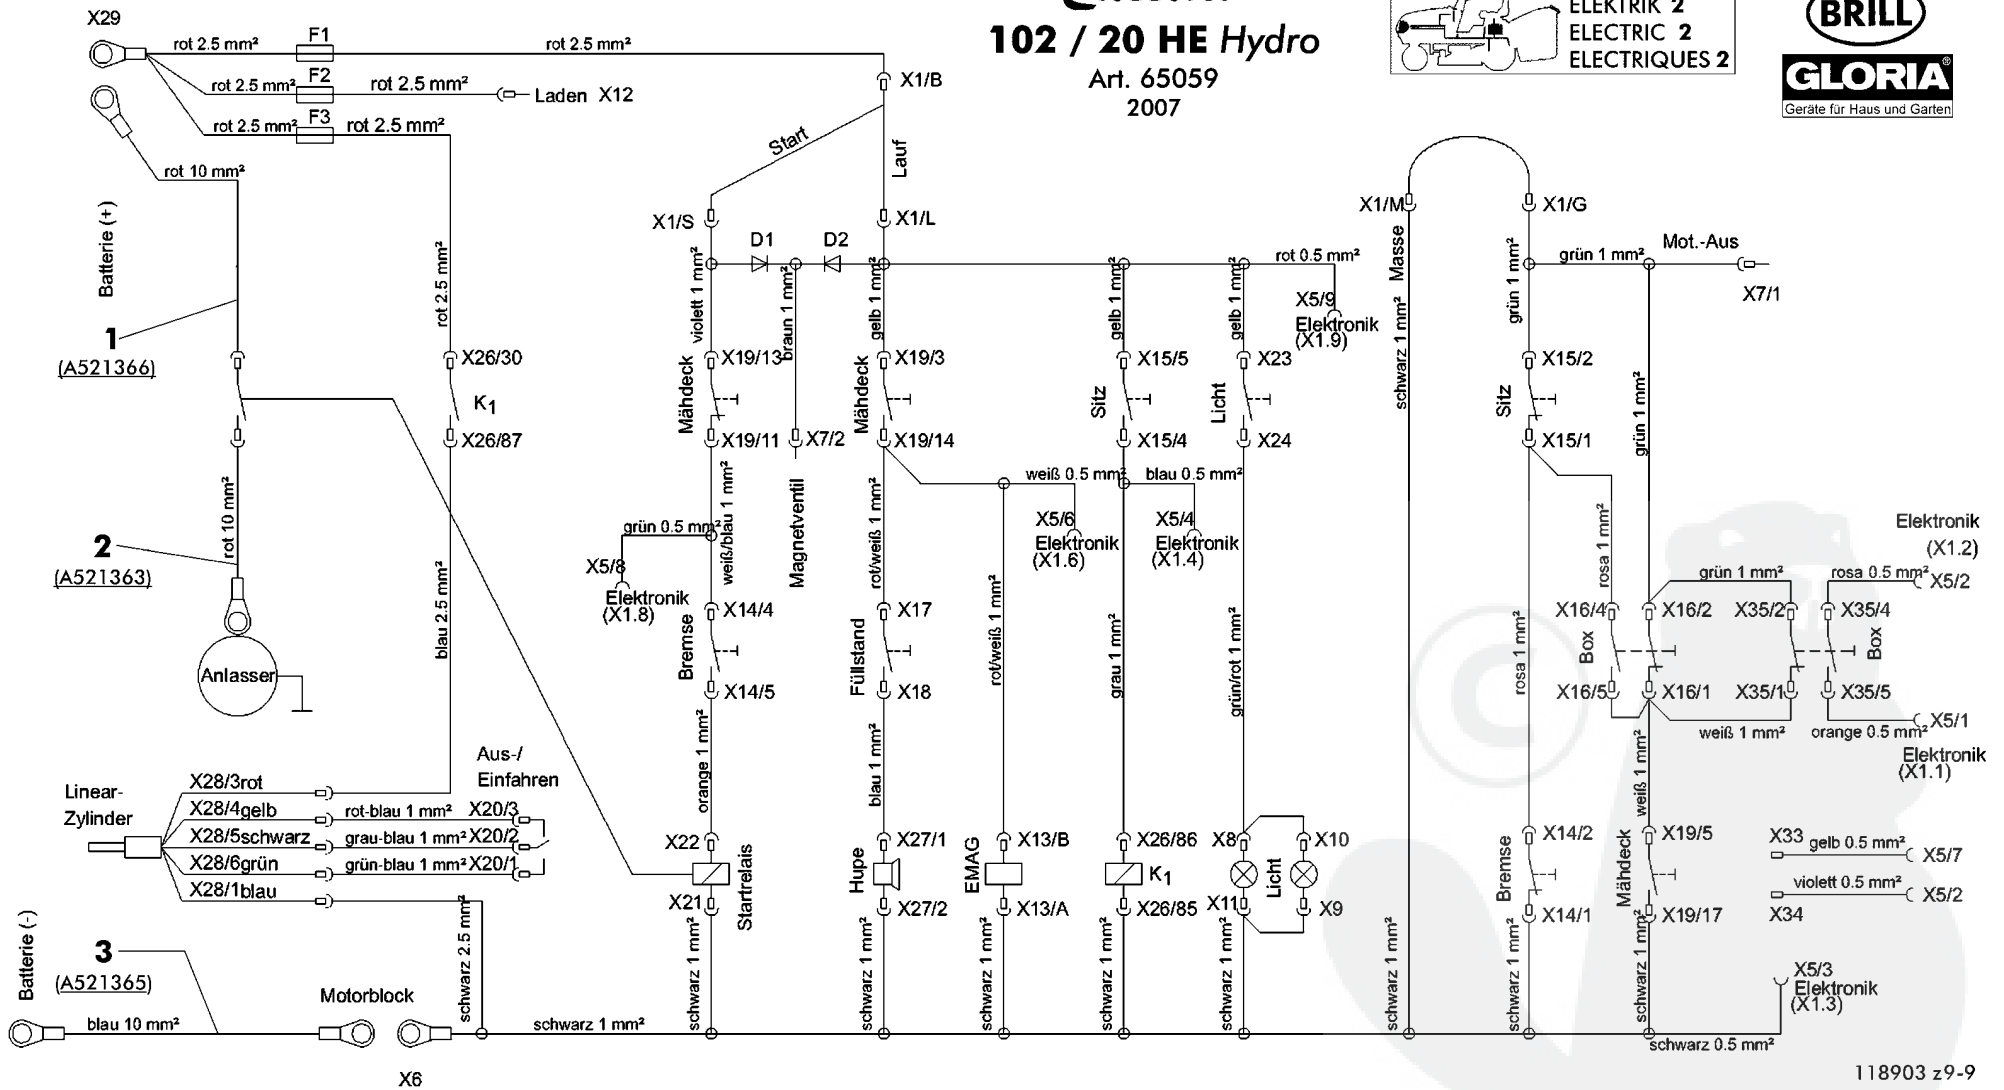 X29
F1
rot 2.5 mm²
rot 2.5 mm²
102 / 20 HE Hydro
Art. 65059
2007
ELEKTRIK 2
ELECTRIC 2
ELECTRIQUES 2
BRILL
GLORIA®
Geräte für Haus und Garten
F2
rot 2.5 mm²
rot 2.5 mm²
Laden X12
X1/B
F3
rot 2.5 mm²
rot 2.5 mm²
Start
Lauf
rot 10 mm²
Batterie (+)
X1/S
X1/L
X1/M
X1/G
D1
D2
rot 0.5 mm²
grün 1 mm²
Mot.-Aus
X7/1
rot 2.5 mm²
violett 1 mm²
braun 1 mm²
gelb 1 mm²
gelb 1 mm²
gelb 1 mm²
X5/9
Elektronik
(X1.9)
Masse
schwarz 1 mm²
grün 1 mm²
grün 1 mm²
1
(A521366)
X26/30
K1
X26/87
Mähdeck
X19/13
X19/11
X7/2
Magnetventil
Mähdeck
X19/3
X19/14
Sitz
X15/5
X15/4
Licht
X23
X24
Sitz
X15/2
X15/1
rot 10 mm²
2
(A521363)
Anlasser
blau 2.5 mm²
grün 0.5 mm²
X5/8
Elektronik
(X1.8)
weiß/blau 1 mm²
rot/weiß 1 mm²
weiß 0.5 mm²
X5/6
Elektronik
(X1.6)
blau 0.5 mm²
X5/4
Elektronik
(X1.4)
rosa 1 mm²
rosa 1 mm²
Elektronik
(X1.2)
grün 1 mm²
rosa 0.5 mm²
X5/2
Bremse
X14/4
X14/5
Füllstand
X17
X18
rot/weiß 1 mm²
grau 1 mm²
grün/rot 1 mm²
X16/4
X16/2
X35/2
X35/4
Box
Box
X16/5
X16/1
X35/1
X35/5
weiß 1 mm²
orange 0.5 mm²
X5/1
Elektronik
(X1.1)
orange 1 mm²
blau 1 mm²
weiß 1 mm²
Linear-
Zylinder
Aus-/
Einfahren
X28/3rot
X28/4gelb
rot-blau 1 mm²
X20/3
X28/5schwarz
grau-blau 1 mm²
X20/2
X28/6grün
grün-blau 1 mm²
X20/1
X28/1blau
X22
X21
Startrelais
Hupe
X27/1
X27/2
EMAG
X13/B
X13/A
X26/86
K1
X26/85
X8
X10
Licht
X11
X9
Bremse
X14/2
X14/1
Mähdeck
X19/5
X19/17
X33
gelb 0.5 mm²
X5/7
violett 0.5 mm²
X5/2
X34
Batterie (-)
3
(A521365)
blau 10 mm²
Motorblock
X6
schwarz 2.5 mm²
schwarz 1 mm²
schwarz 1 mm²
schwarz 1 mm²
schwarz 1 mm²
schwarz 1 mm²
schwarz 1 mm²
schwarz 1 mm²
schwarz 1 mm²
schwarz 1 mm²
X5/3
Elektronik
(X1.3)
schwarz 0.5 mm²
©
118903 z9-9